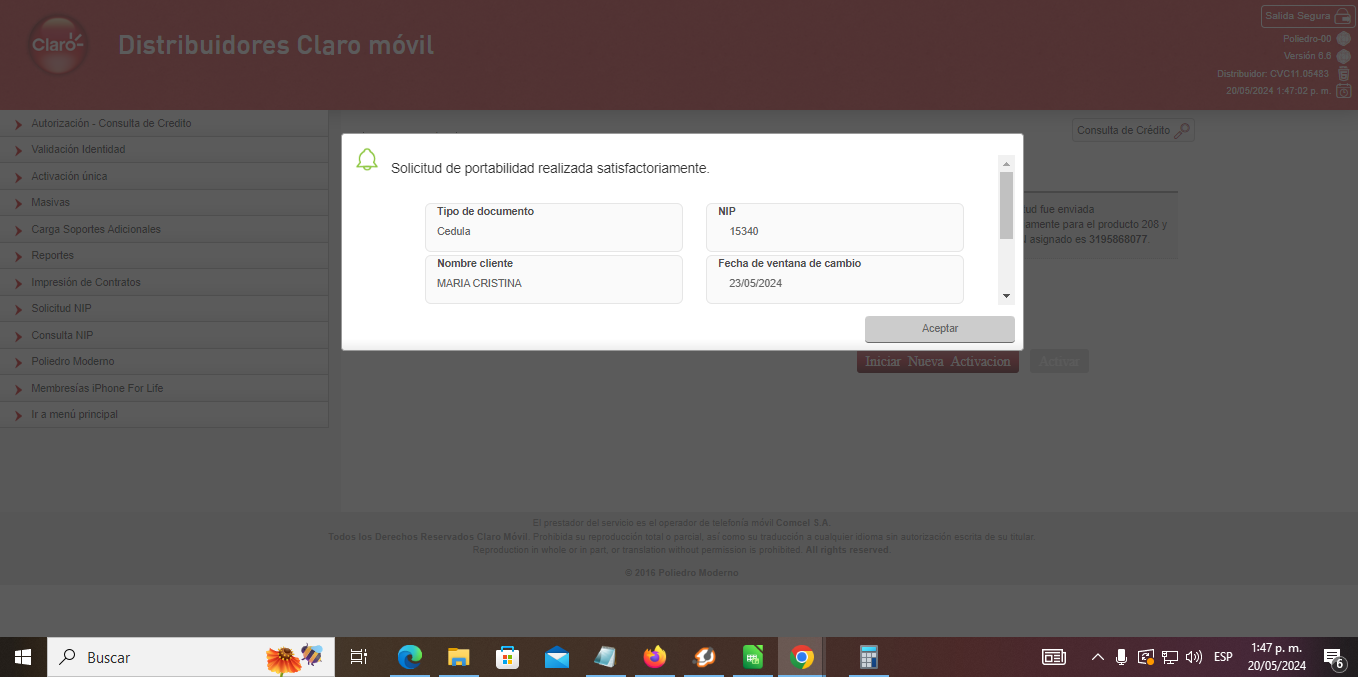 Claro
Distribuidores Claro móvil
Salida Segura
Poliedro-00
Versión 6.6
Distribuidor: CVC11.05483
20/05/2024 1:47:02 p. m.
Autorización - Consulta de Credito
Validación Identidad
Activación única
Masivas
Carga Soportes Adicionales
Reportes
Impresión de Contratos
Solicitud NIP
Consulta NIP
Poliedro Moderno
Membresías iPhone For Life
Ir a menú principal
Consulta de Crédito
Solicitud de portabilidad realizada satisfactoriamente.
Tipo de documento
Cedula
NIP
15340
Nombre cliente
MARIA CRISTINA
Fecha de ventana de cambio
23/05/2024
Aceptar
tud fue enviada
amente para el producto 208 y
asignado es 3195868077.
Iniciar Nueva Activacion
Activar
El prestador del servicio es el operador de telefonía móvil Comcel S.A.
Todos los Derechos Reservados Claro Móvil. Prohibida su reproducción total o parcial, así como su traducción a cualquier idioma sin autorización escrita de su titular
Reproduction in whole or in part, or translation without permission is prohibited. All rights reserved.
© 2016 Poliedro Moderno
Buscar
ESP
1:47 p. m.
20/05/2024
6